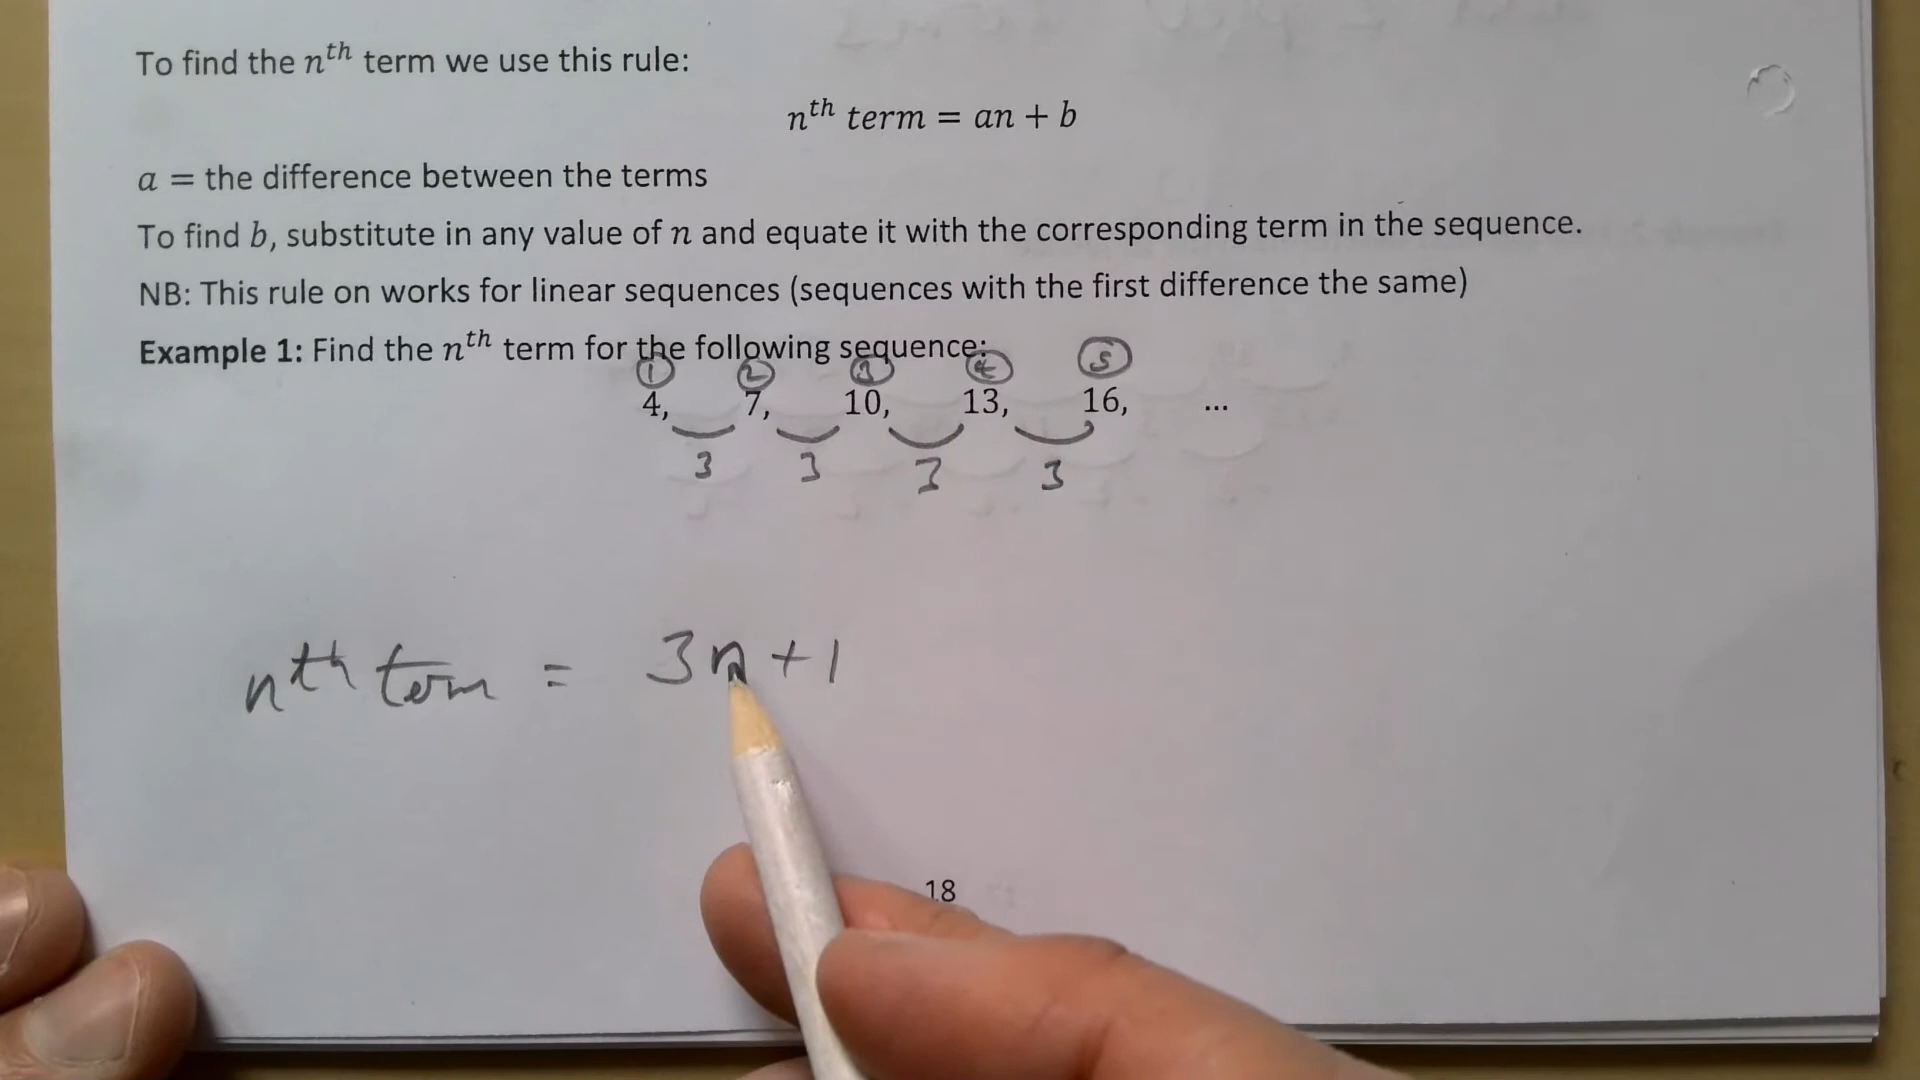 To find the nᵗʰ term we use this rule:
nᵗʰ term = an + b
a = the difference between the terms
To find b, substitute in any value of n and equate it with the corresponding term in the sequence.
NB: This rule on works for linear sequences (sequences with the first difference the same)
Example 1: Find the nᵗʰ term for the following sequence:
1 2 3 4 5
4, 7, 10, 13, 16, ...
3 3 3 3
nᵗʰ term = 3n + 1
18